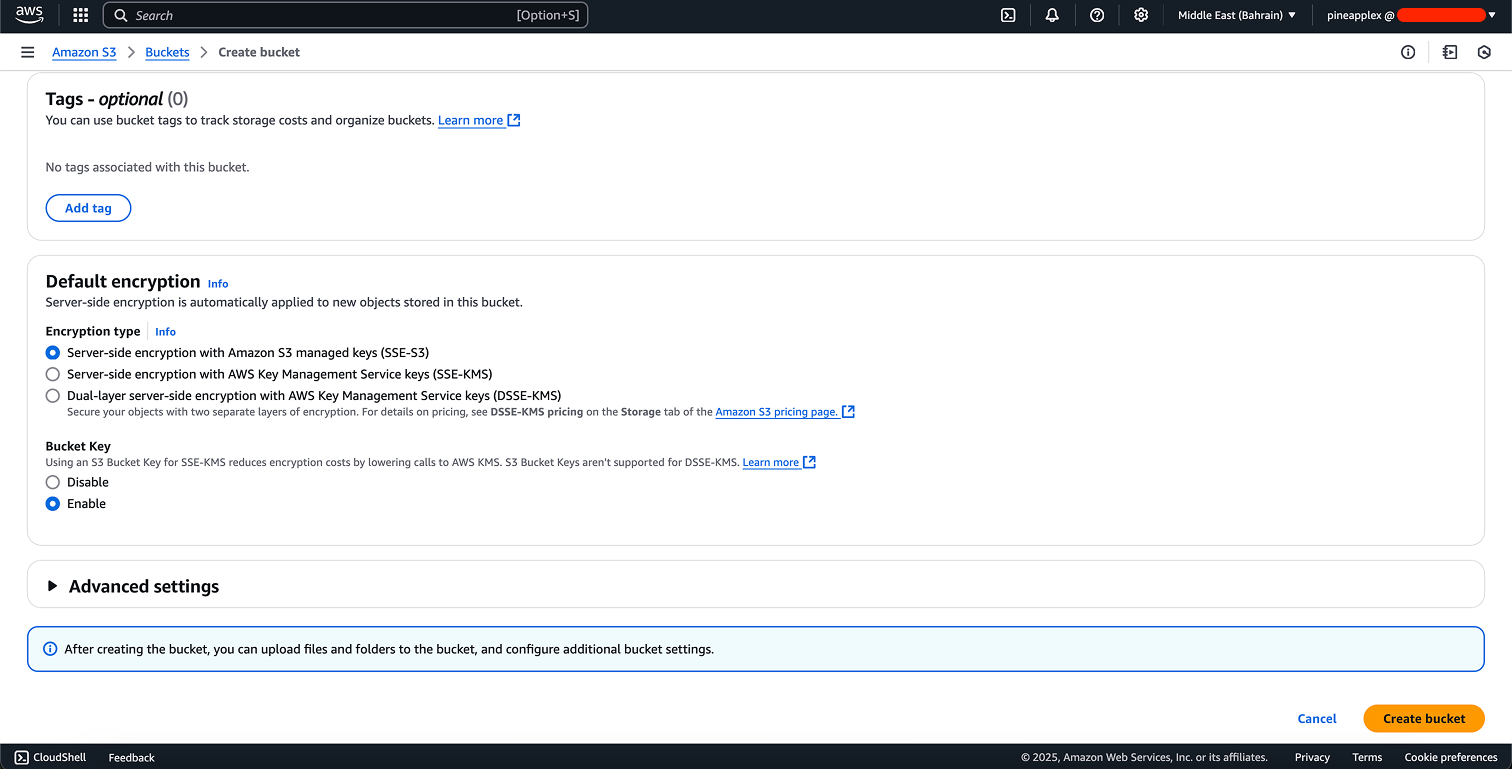 aws
Search [Option+S] Middle East (Bahrain) pineapplex @
Amazon S3 > Buckets > Create bucket
Tags - optional (0)
You can use bucket tags to track storage costs and organize buckets. Learn more
No tags associated with this bucket.
Add tag
Default encryption Info
Server-side encryption is automatically applied to new objects stored in this bucket.
Encryption type Info
Server-side encryption with Amazon S3 managed keys (SSE-S3)
Server-side encryption with AWS Key Management Service keys (SSE-KMS)
Dual-layer server-side encryption with AWS Key Management Service keys (DSSE-KMS)
Secure your objects with two separate layers of encryption. For details on pricing, see DSSE-KMS pricing on the Storage tab of the Amazon S3 pricing page.
Bucket Key
Using an S3 Bucket Key for SSE-KMS reduces encryption costs by lowering calls to AWS KMS. S3 Bucket Keys aren't supported for DSSE-KMS. Learn more
Disable
Enable
Advanced settings
After creating the bucket, you can upload files and folders to the bucket, and configure additional bucket settings.
Cancel Create bucket
CloudShell Feedback © 2025, Amazon Web Services, Inc. or its affiliates. Privacy Terms Cookie preferences